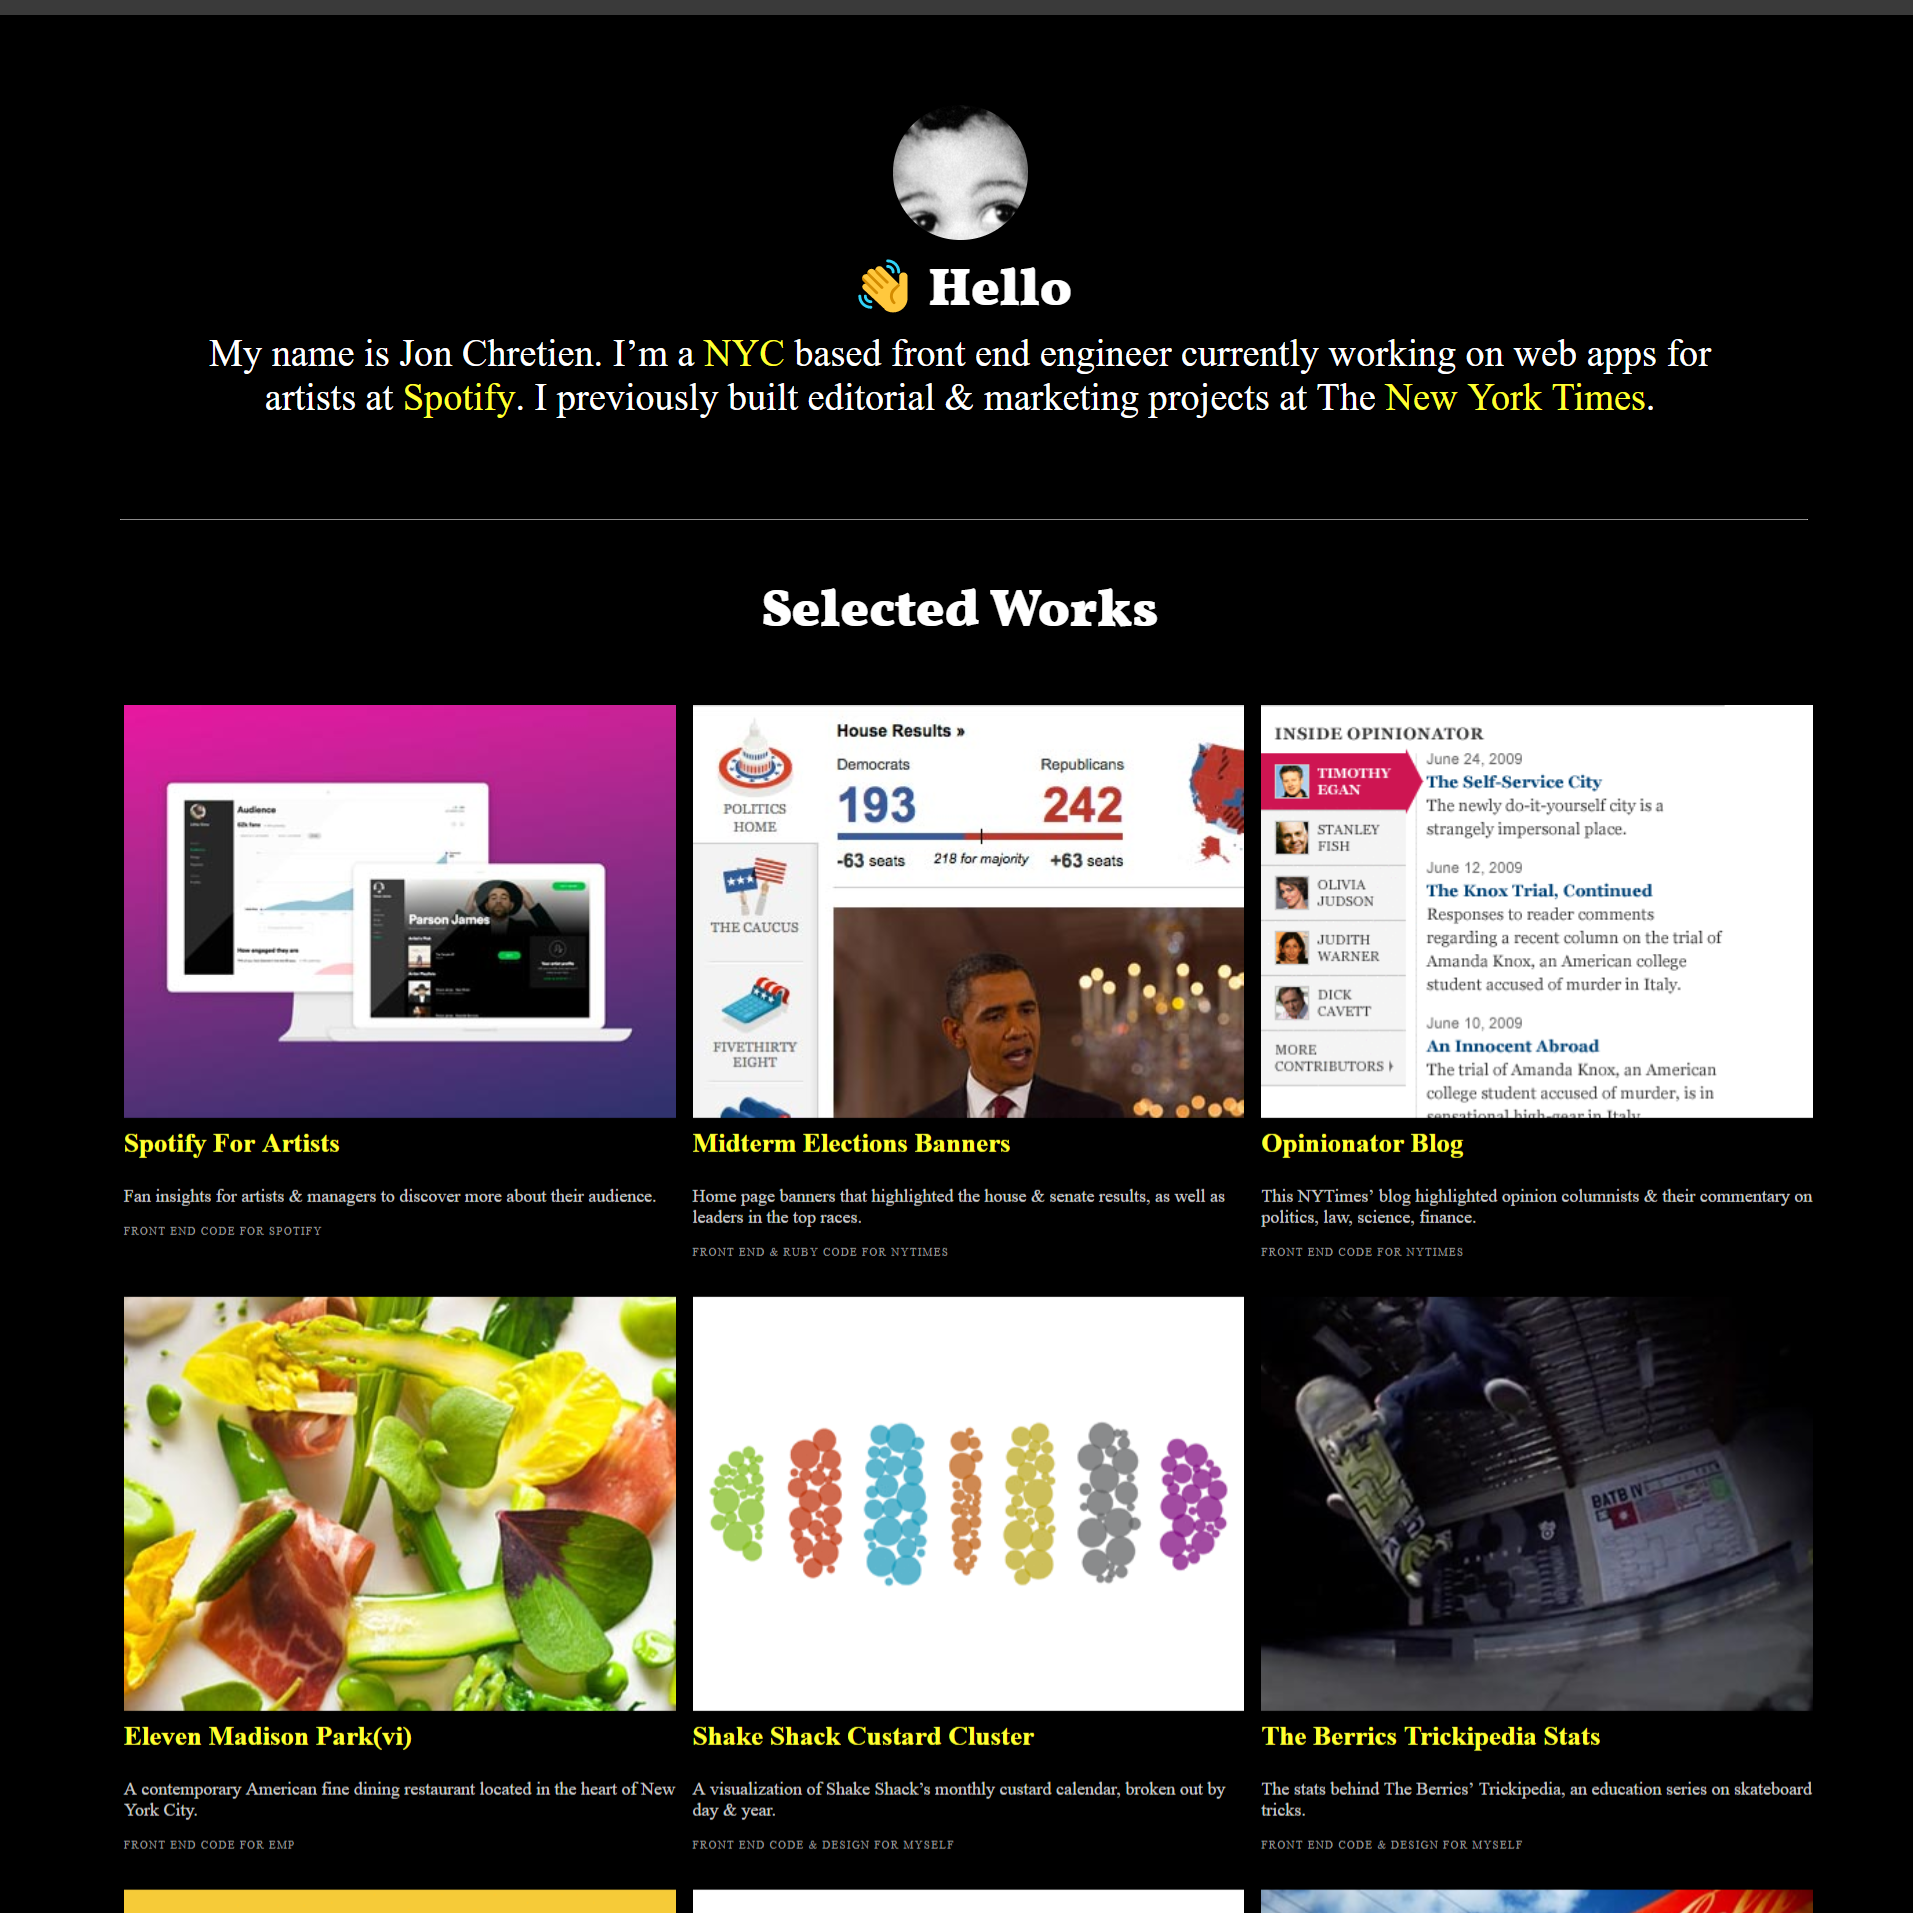 👋 Hello
My name is Jon Chretien. I’m a NYC based front end engineer currently working on web apps for
artists at Spotify. I previously built editorial & marketing projects at The New York Times.
Selected Works
Audience
62k fans
How engaged they are
Parson James
Spotify For Artists
Fan insights for artists & managers to discover more about their audience.
FRONT END CODE FOR SPOTIFY
POLITICS
HOME
THE CAUCUS
FIVETHIRTY
EIGHT
House Results »
Democrats
Republicans
193
242
-63 seats
218 for majority
+63 seats
Midterm Elections Banners
Home page banners that highlighted the house & senate results, as well as
leaders in the top races.
FRONT END & RUBY CODE FOR NYTIMES
INSIDE OPINIONATOR
TIMOTHY
EGAN
STANLEY
FISH
OLIVIA
JUDSON
JUDITH
WARNER
DICK
CAVETT
MORE
CONTRIBUTORS
June 24, 2009
The Self-Service City
The newly do-it-yourself city is a
strangely impersonal place.
June 12, 2009
The Knox Trial, Continued
Responses to reader comments
regarding a recent column on the trial of
Amanda Knox, an American college
student accused of murder in Italy.
June 10, 2009
An Innocent Abroad
The trial of Amanda Knox, an American
college student accused of murder, is in
sensational high-gear in Italy
Opinionator Blog
This NYTimes’ blog highlighted opinion columnists & their commentary on
politics, law, science, finance.
FRONT END CODE FOR NYTIMES
Eleven Madison Park(vi)
A contemporary American fine dining restaurant located in the heart of New
York City.
FRONT END CODE FOR EMP
Shake Shack Custard Cluster
A visualization of Shake Shack’s monthly custard calendar, broken out by
day & year.
FRONT END CODE & DESIGN FOR MYSELF
BATB IV
The Berrics Trickipedia Stats
The stats behind The Berrics’ Trickipedia, an education series on skateboard
tricks.
FRONT END CODE & DESIGN FOR MYSELF